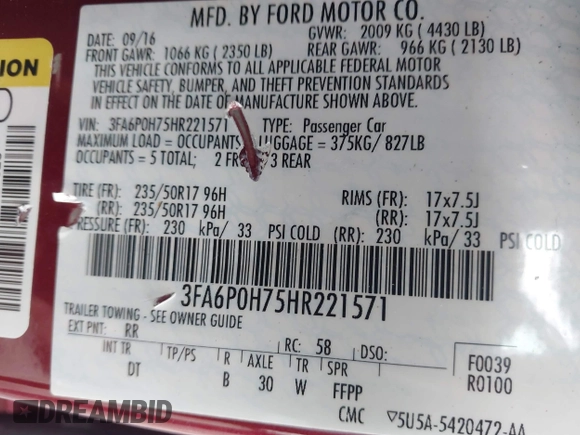 MFD. BY FORD MOTOR CO.
DATE: 09/16 GVWR: 2009 KG ( 4430 LB)
FRONT GAWR: 1066 KG ( 2350 LB) REAR GAWR: 966 KG ( 2130 LB)
THIS VEHICLE CONFORMS TO ALL APPLICABLE FEDERAL MOTOR
VEHICLE SAFETY, BUMPER, AND THEFT PREVENTION STANDARDS
IN EFFECT ON THE DATE OF MANUFACTURE SHOWN ABOVE.
VIN: 3FA6P0H75HR221571 TYPE: Passenger Car
MAXIMUM LOAD = OCCUPANTS LUGGAGE = 375KG/ 827LB
OCCUPANTS = 5 TOTAL; 2 FR 3 REAR
TIRE (FR): 235/50R17 96H RIMS (FR): 17x7.5J
(RR): 235/50R17 96H (RR): 17x7.5J
PRESSURE (FR): 230 kPa/ 33 PSI COLD (RR): 230 kPa/ 33 PSI COLD
3FA6P0H75HR221571
TRAILER TOWING - SEE OWNER GUIDE
EXT PNT: RR RC: 58 DSO:
INT TR TP/PS R AXLE TR SPR F0039
DT B 30 W FFPP R0100
CMC 5U5A-5420472-AA
ION
DREAMBID